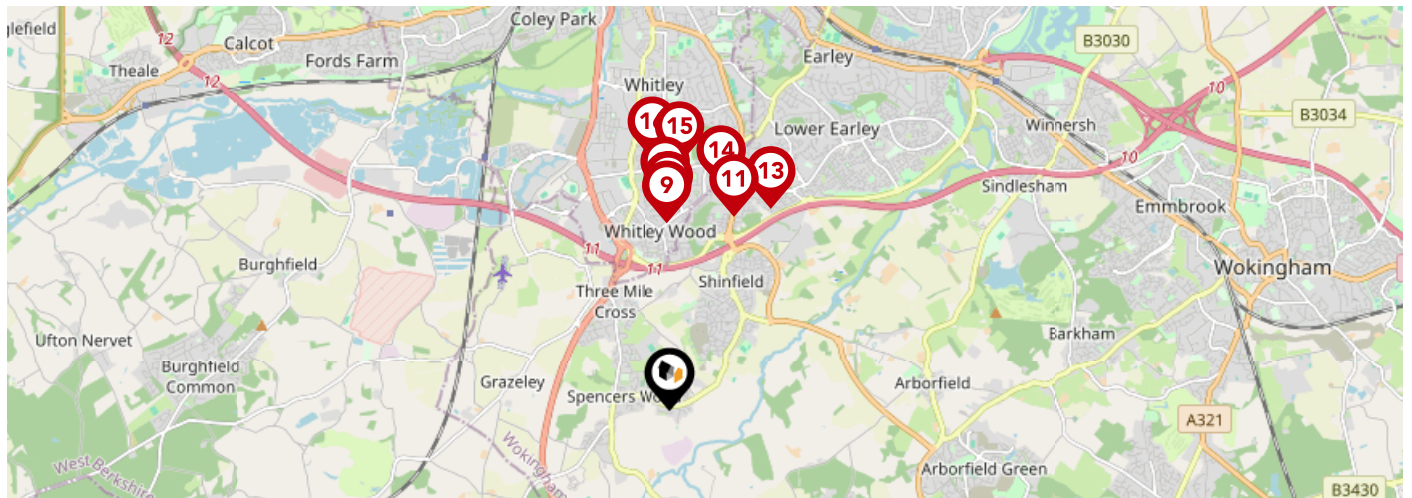 glefield
12
Calcot
Coley Park
Theale
Fords Farm
12
Whitley
Earley
B3030
10
B3034
15
14
Lower Earley
Winnersh
10
9
11
13
Sindlesham
Emmbrook
Whitley Wood
11
11
Burghfield
Shinfield
Wokingham
Three Mile
Cross
Ufton Nervet
Barkham
Burghfield
Common
Grazeley
Spencers Wo
Arborfield
A321
West Berkshire
Wokingham
Arborfield Green
B3430